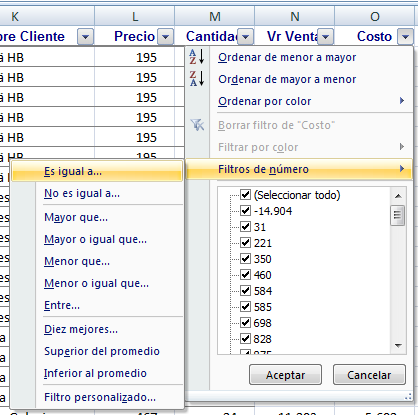 K L M N O
re Cliente Precio Cantida Vr Venta Costo
á HB 195
á HB 195
á HB 195
á HB 195
á HB 195
á HB
Ordenar de menor a mayor
Ordenar de mayor a menor
Ordenar por color
Borrar filtro de "Costo"
Filtrar por color
Filtros de número
(Seleccionar todo)
-14.904
31
221
350
460
584
585
698
828
Aceptar Cancelar
Es igual a...
No es igual a...
Mayor que...
Mayor o igual que...
Menor que...
Menor o igual que...
Entre...
Diez mejores...
Superior del promedio
Inferior al promedio
Filtro personalizado...